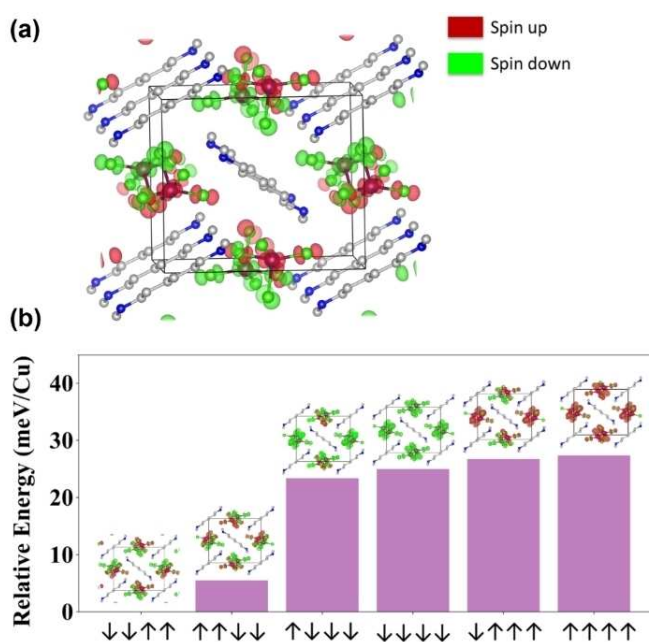 (a)
Spin up
Spin down
(b)
Relative Energy (meV/Cu)
40
30
20
10
0
↓↓↑↑ ↑↑↓↓ ↑↓↓↓ ↓↓↓↓ ↓↑↑↑ ↑↑↑↑